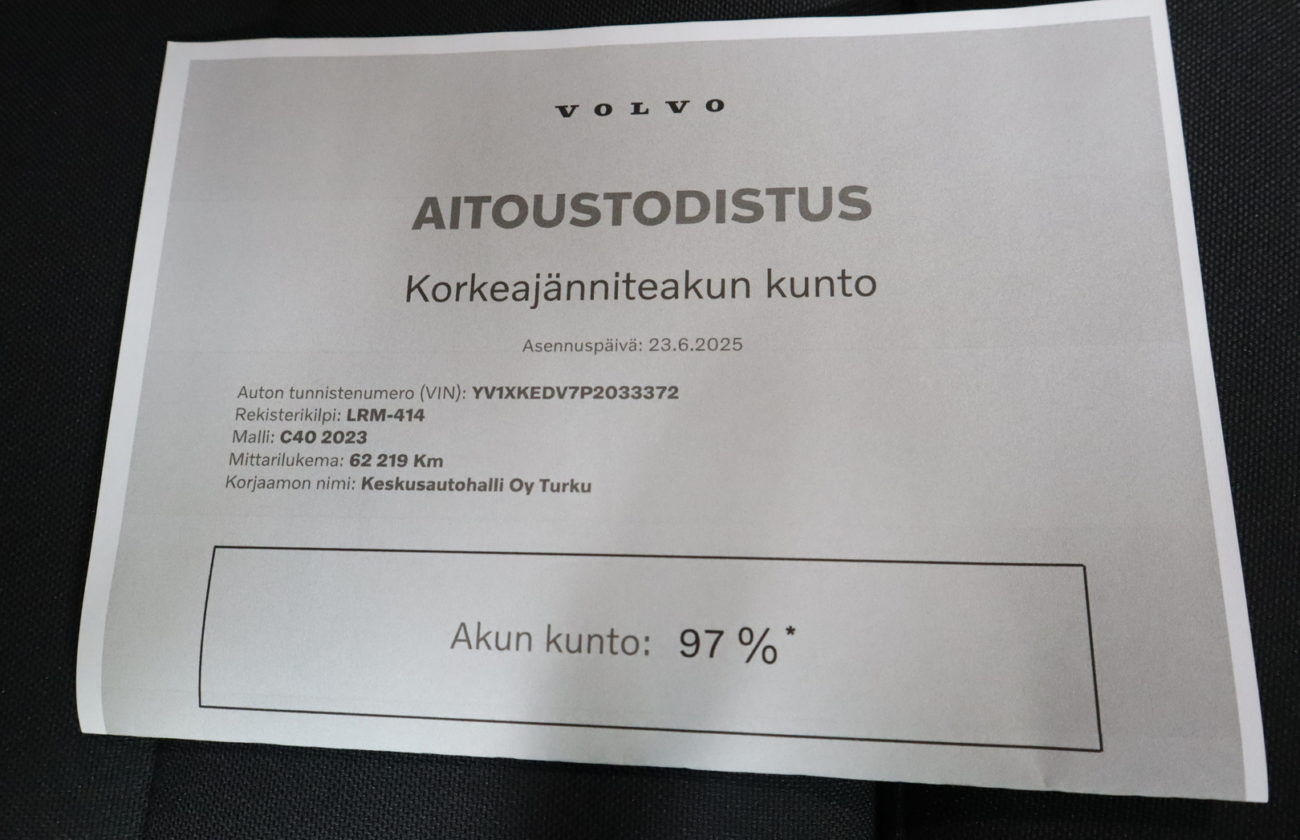 VOLVO
AITOUSTODISTUS
Korkeajänniteakun kunto
Asennuspäivä: 23.6.2025
Auton tunnistenumero (VIN): YV1XKEDV7P2033372
Rekisterikilpi: LRM-414
Malli: C40 2023
Mittarilukema: 62 219 Km
Korjaamon nimi: Keskusautohalli Oy Turku
Akun kunto: 97 %*